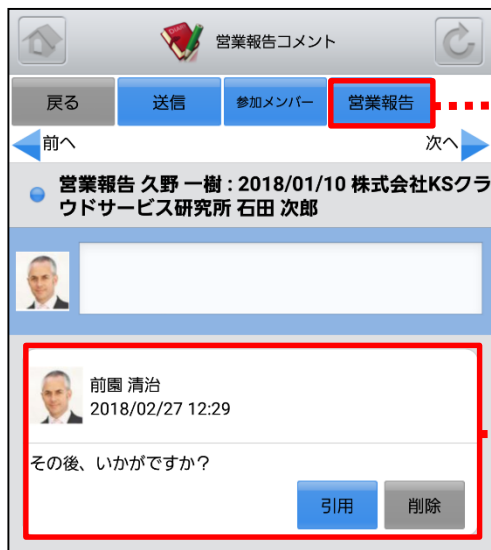 営業報告コメント
戻る 送信 参加メンバー 営業報告
前へ 次へ
営業報告 久野 一樹 : 2018/01/10 株式会社KSクラ
ウドサービス研究所 石田 次郎
前園 清治
2018/02/27 12:29
その後、いかがですか？
引用 削除